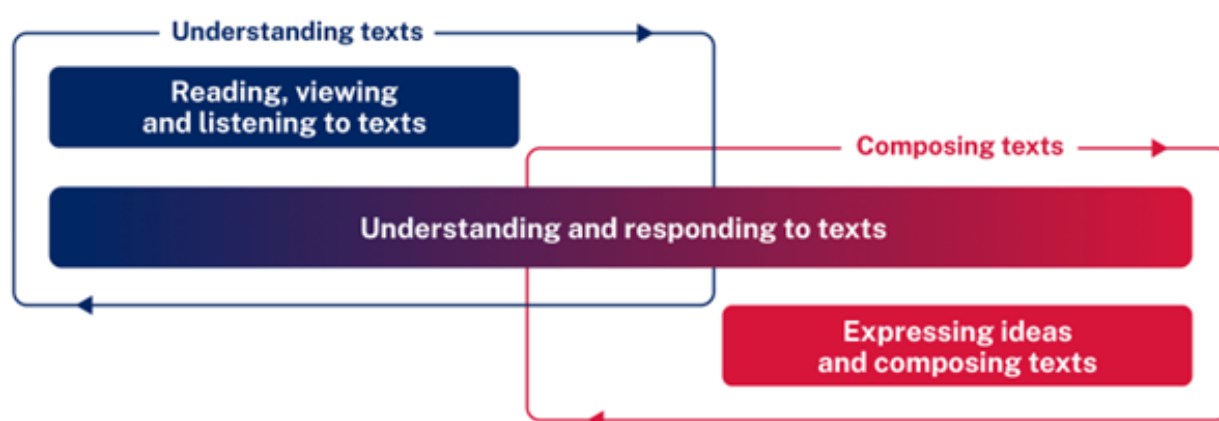 Understanding texts
Reading, viewing
and listening to texts
Composing texts
Understanding and responding to texts
Expressing ideas
and composing texts